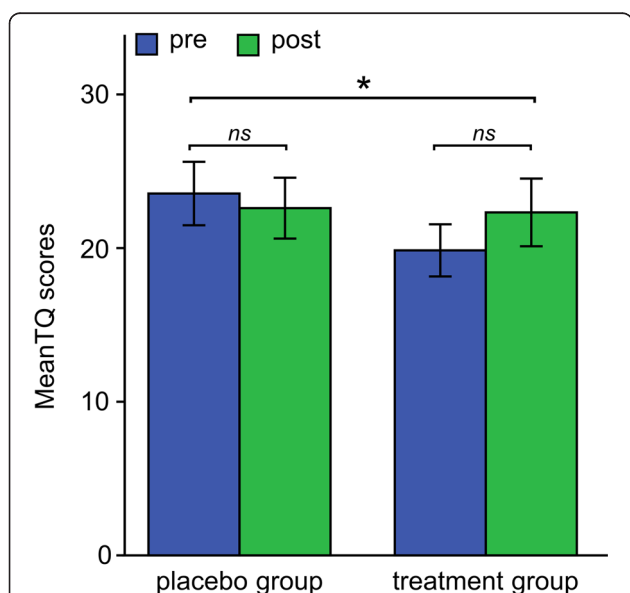 pre post
30
*
ns ns
20
MeanTQ scores
10
0
placebo group treatment group